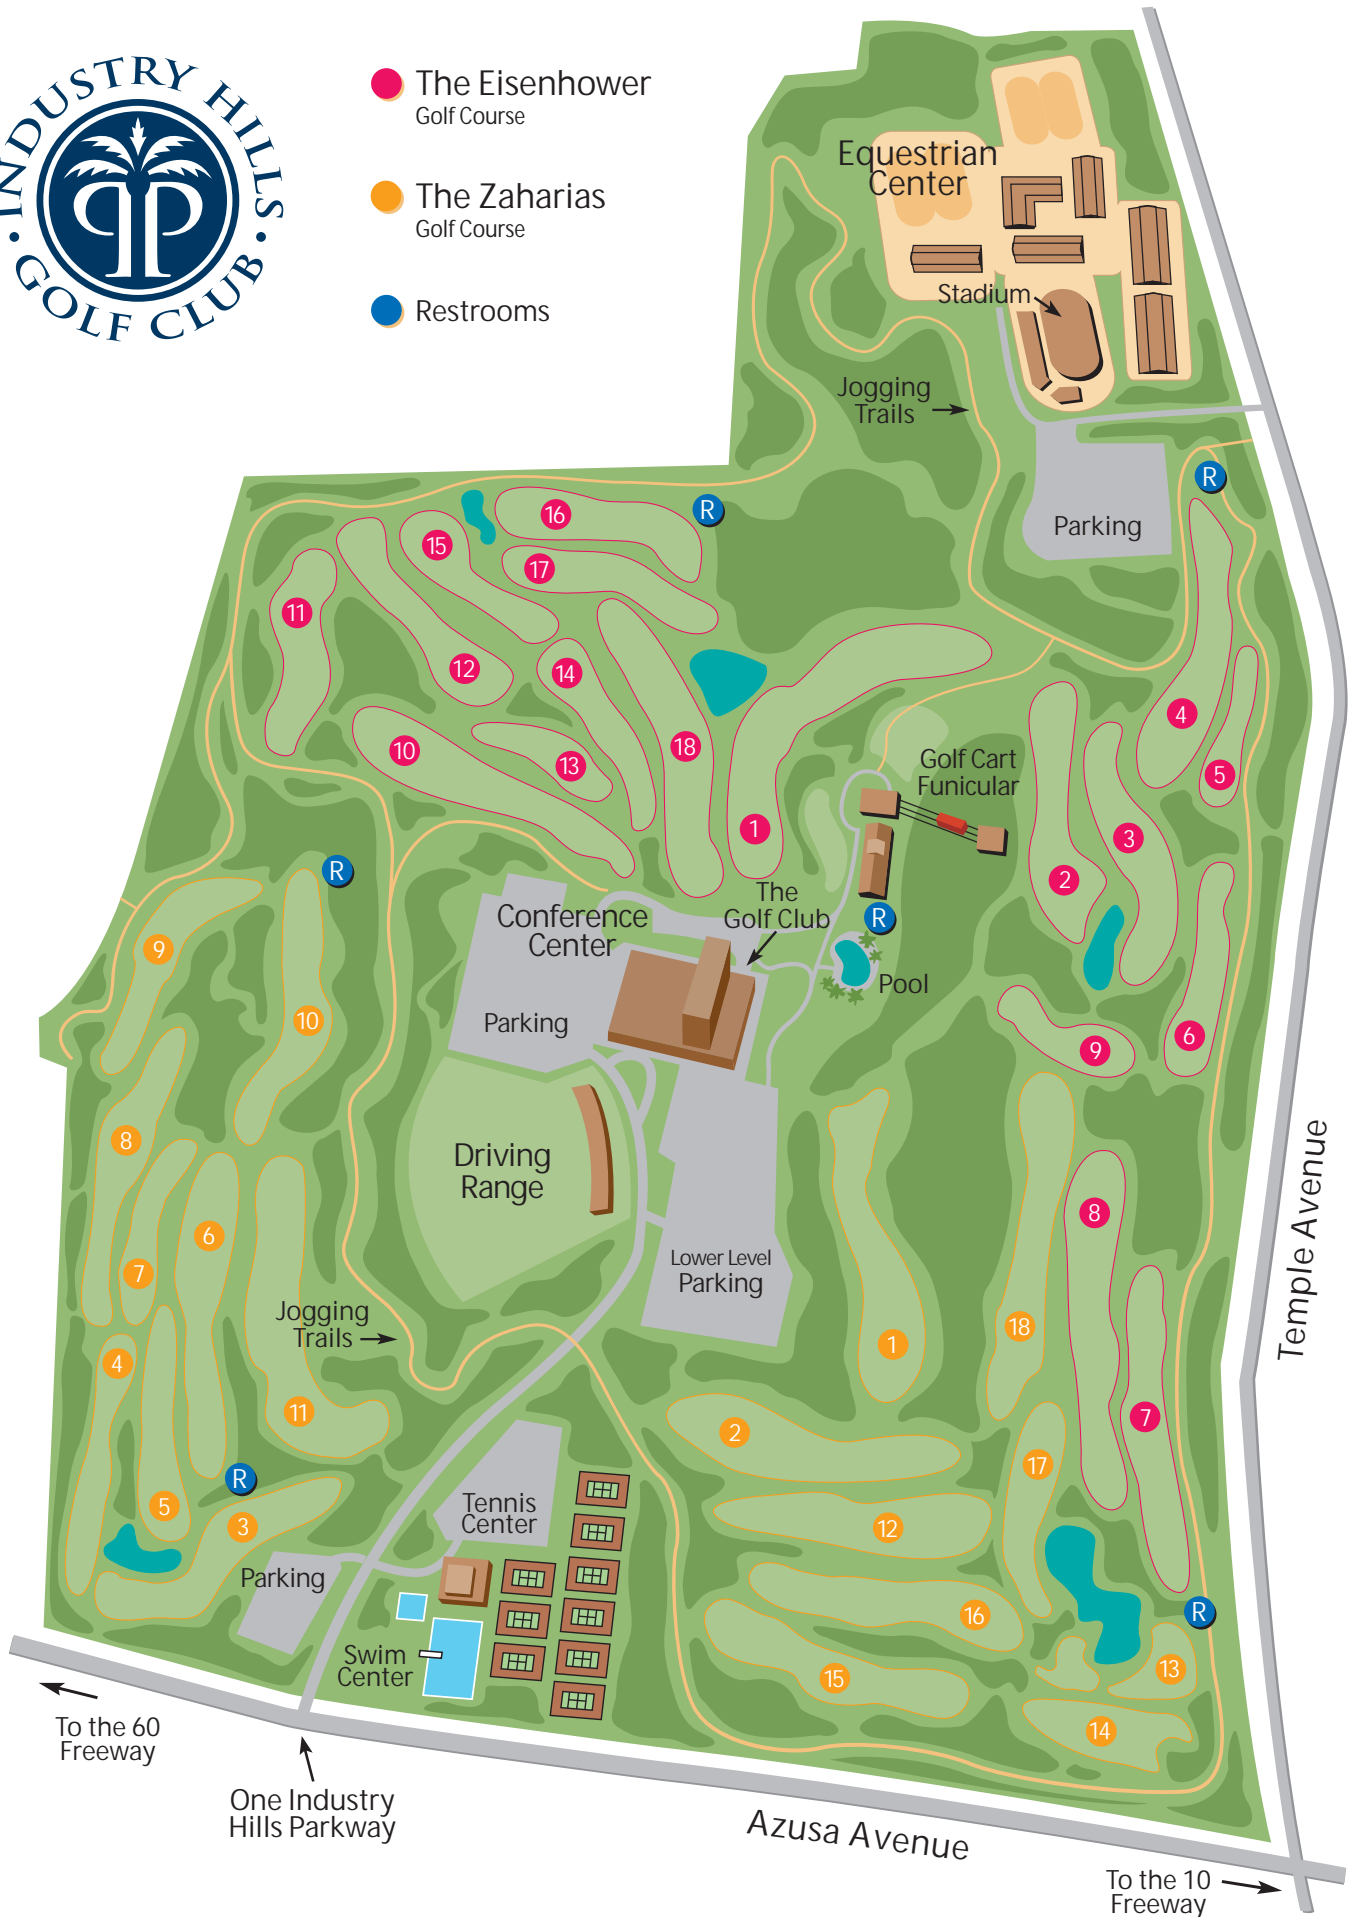 INDUSTRY HILLS
• GOLF CLUB •
The Eisenhower
Golf Course
The Zaharias
Golf Course
Restrooms
Equestrian
Center
Stadium
Jogging
Trails
R
Parking
R
16
15
17
11
12
14
10
13
18
1
4
5
Golf Cart
Funicular
3
2
6
9
R
The
Golf Club
R
Pool
Conference
Center
Parking
9
10
8
7
6
Driving
Range
Lower Level
Parking
Jogging
Trails
4
11
5
R
3
1
18
8
7
2
17
12
16
15
13
14
R
Temple Avenue
Tennis
Center
Parking
Swim
Center
To the 60
Freeway
One Industry
Hills Parkway
Azusa Avenue
To the 10
Freeway